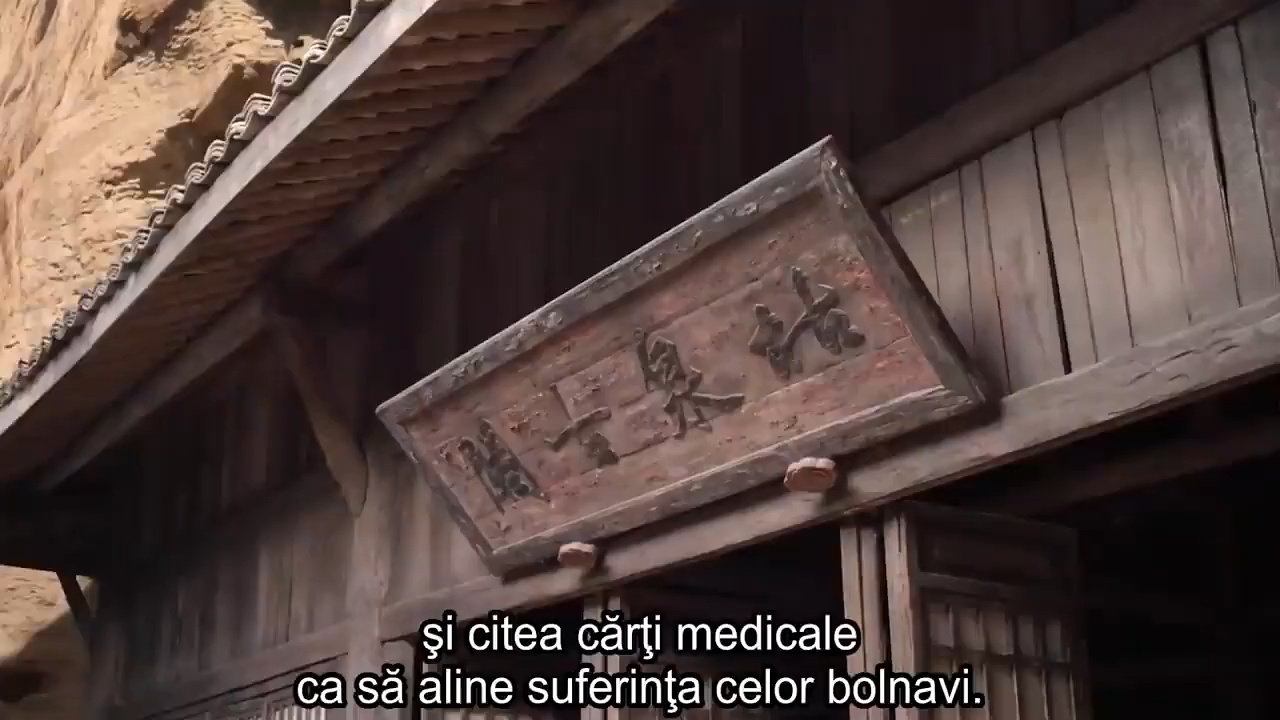 şi citea cărţi medicale
ca să aline suferinţa celor bolnavi.